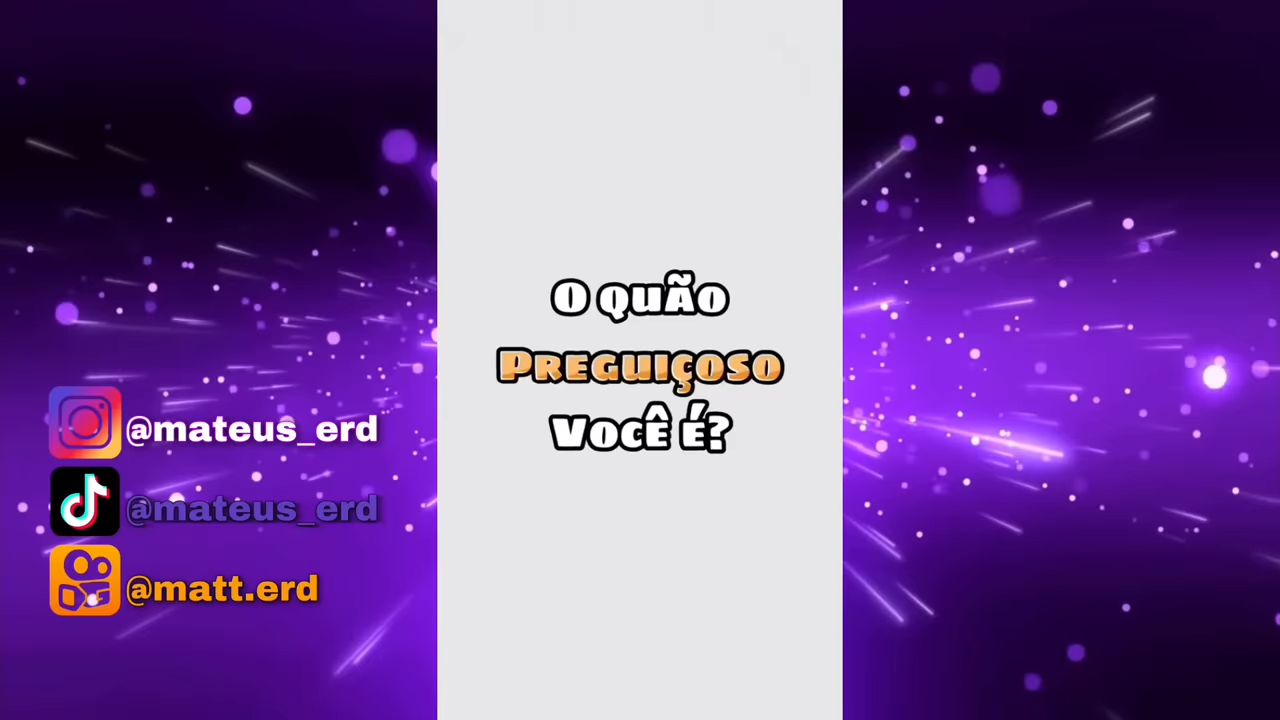 O quão
Preguiçoso
Você é?
@mateus_erd
@mateus_erd
@matt.erd